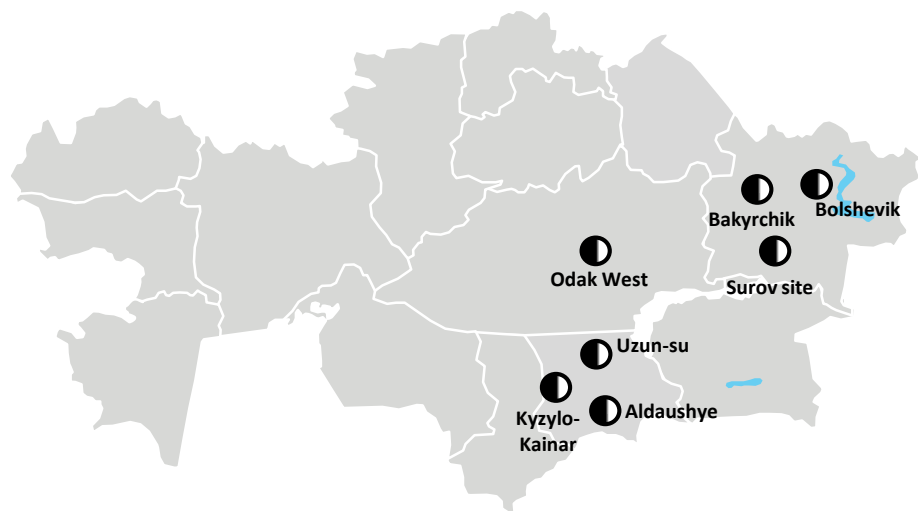 Bolshevik
Bakyrchik
Odak West
Surov site
Uzun-su
Kyzylo-
Kainar
Aldaushye